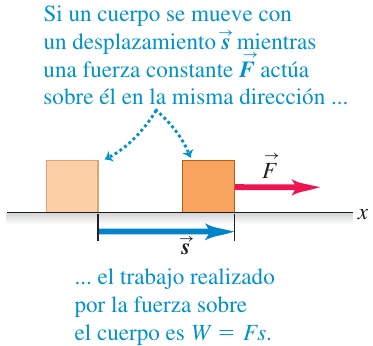 Si un cuerpo se mueve con
un desplazamiento s⃗ mientras
una fuerza constante F⃗ actúa
sobre él en la misma dirección ...
F⃗
x
s⃗
... el trabajo realizado
por la fuerza sobre
el cuerpo es W = Fs.